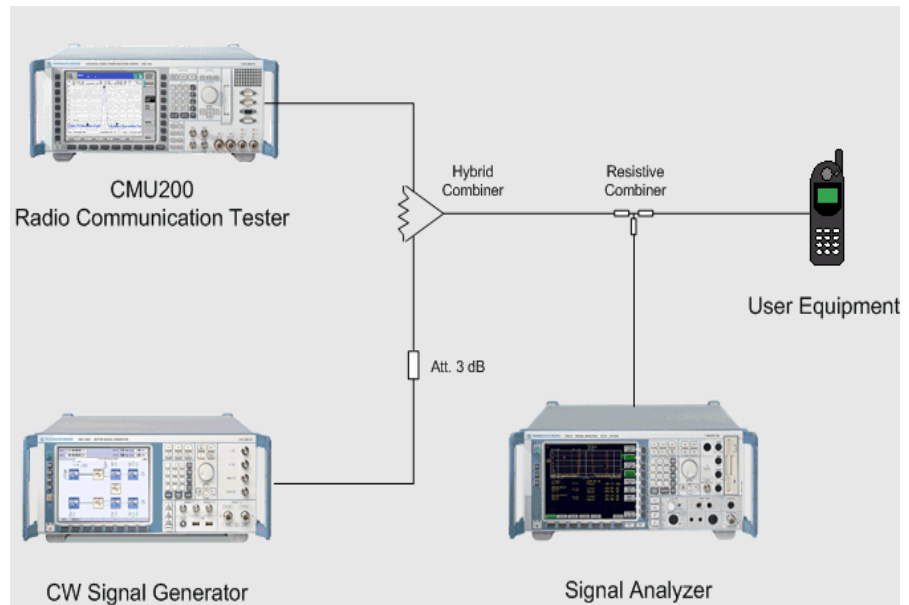 CMU200
Radio Communication Tester
Hybrid
Combiner
Resistive
Combiner
User Equipment
Att. 3 dB
CW Signal Generator
Signal Analyzer